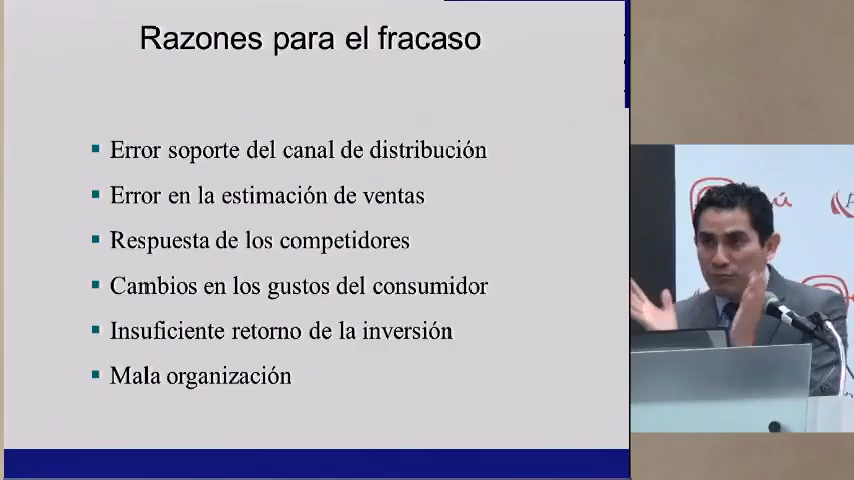 Razones para el fracaso
Error soporte del canal de distribución
Error en la estimación de ventas
Respuesta de los competidores
Cambios en los gustos del consumidor
Insuficiente retorno de la inversión
Mala organización